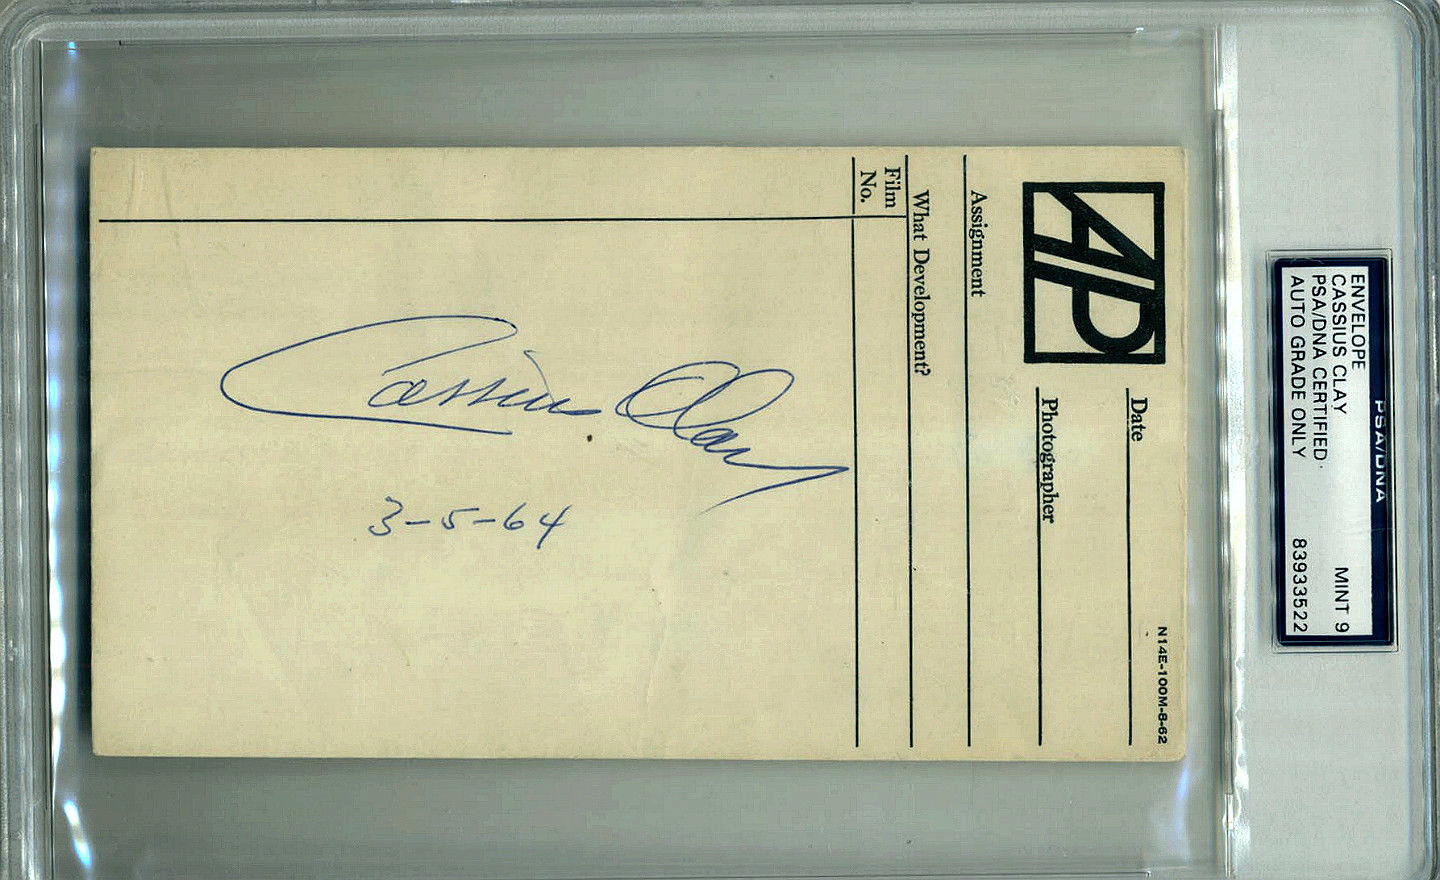 AP
Date
Photographer
Assignment
What Development?
Film
No.
N14E-100M-8-62
Cassius Clay
3-5-64
PSA/DNA
ENVELOPE
CASSIUS CLAY MINT 9
PSA/DNA CERTIFIED
AUTO GRADE ONLY 83933522